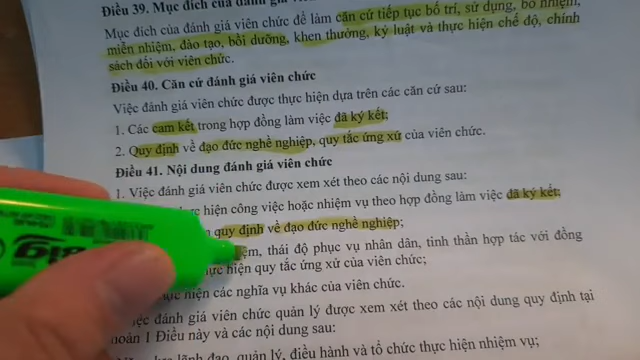 Điều 39. Mục đích của đánh giá
Mục đích của đánh giá viên chức để làm căn cứ tiếp tục bố trí, sử dụng, bổ nhiệm,
miễn nhiệm, đào tạo, bồi dưỡng, khen thưởng, kỷ luật và thực hiện chế độ, chính
sách đối với viên chức.
Điều 40. Căn cứ đánh giá viên chức
Việc đánh giá viên chức được thực hiện dựa trên các căn cứ sau:
1. Các cam kết trong hợp đồng làm việc đã ký kết;
2. Quy định về đạo đức nghề nghiệp, quy tắc ứng xử của viên chức.
Điều 41. Nội dung đánh giá viên chức
1. Việc đánh giá viên chức được xem xét theo các nội dung sau:
hiện công việc hoặc nhiệm vụ theo hợp đồng làm việc đã ký kết;
quy định về đạo đức nghề nghiệp;
thái độ phục vụ nhân dân, tinh thần hợp tác với đồng
hiện quy tắc ứng xử của viên chức;
hiện các nghĩa vụ khác của viên chức.
đánh giá viên chức quản lý được xem xét theo các nội dung quy định tại
1 Điều này và các nội dung sau:
lãnh đạo, quản lý, điều hành và tổ chức thực hiện nhiệm vụ;